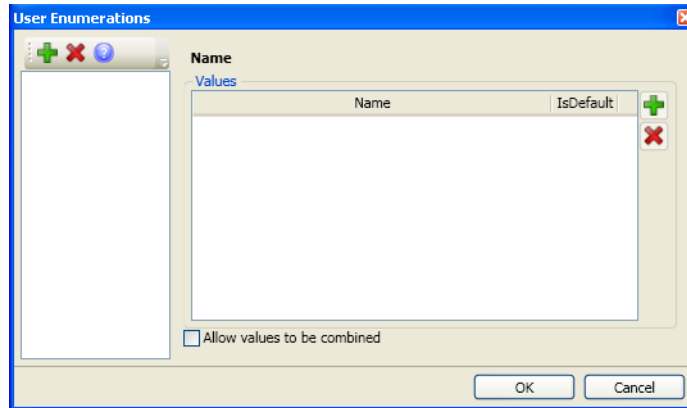 User Enumerations
Name
Values
Name IsDefault
Allow values to be combined
OK Cancel